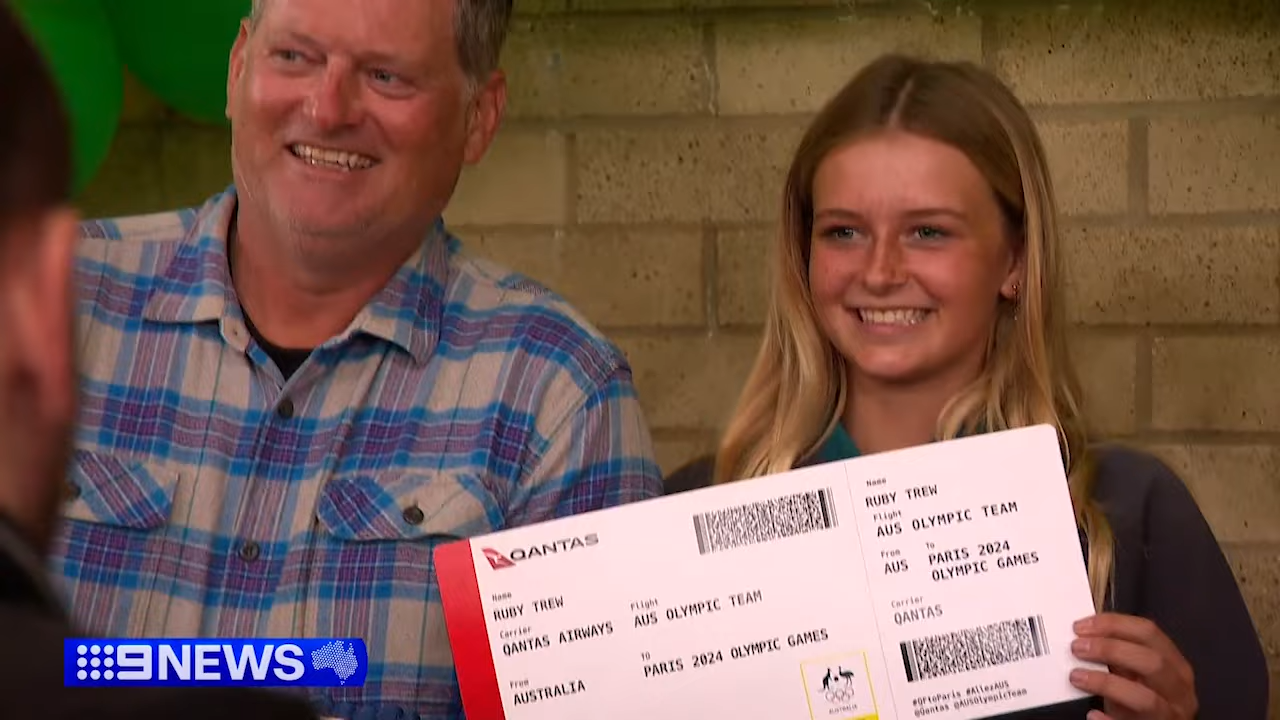 QANTAS
Name
RUBY TREW
Carrier
QANTAS AIRWAYS
From
AUSTRALIA
Flight
AUS OLYMPIC TEAM
To
PARIS 2024 OLYMPIC GAMES
AUSTRALIA
Name
RUBY TREW
Flight
AUS OLYMPIC TEAM
From
AUS
To
PARIS 2024
OLYMPIC GAMES
Carrier
QANTAS
#QFtoParis #AllezAUS
@Qantas @AUSOlympicTeam
9NEWS